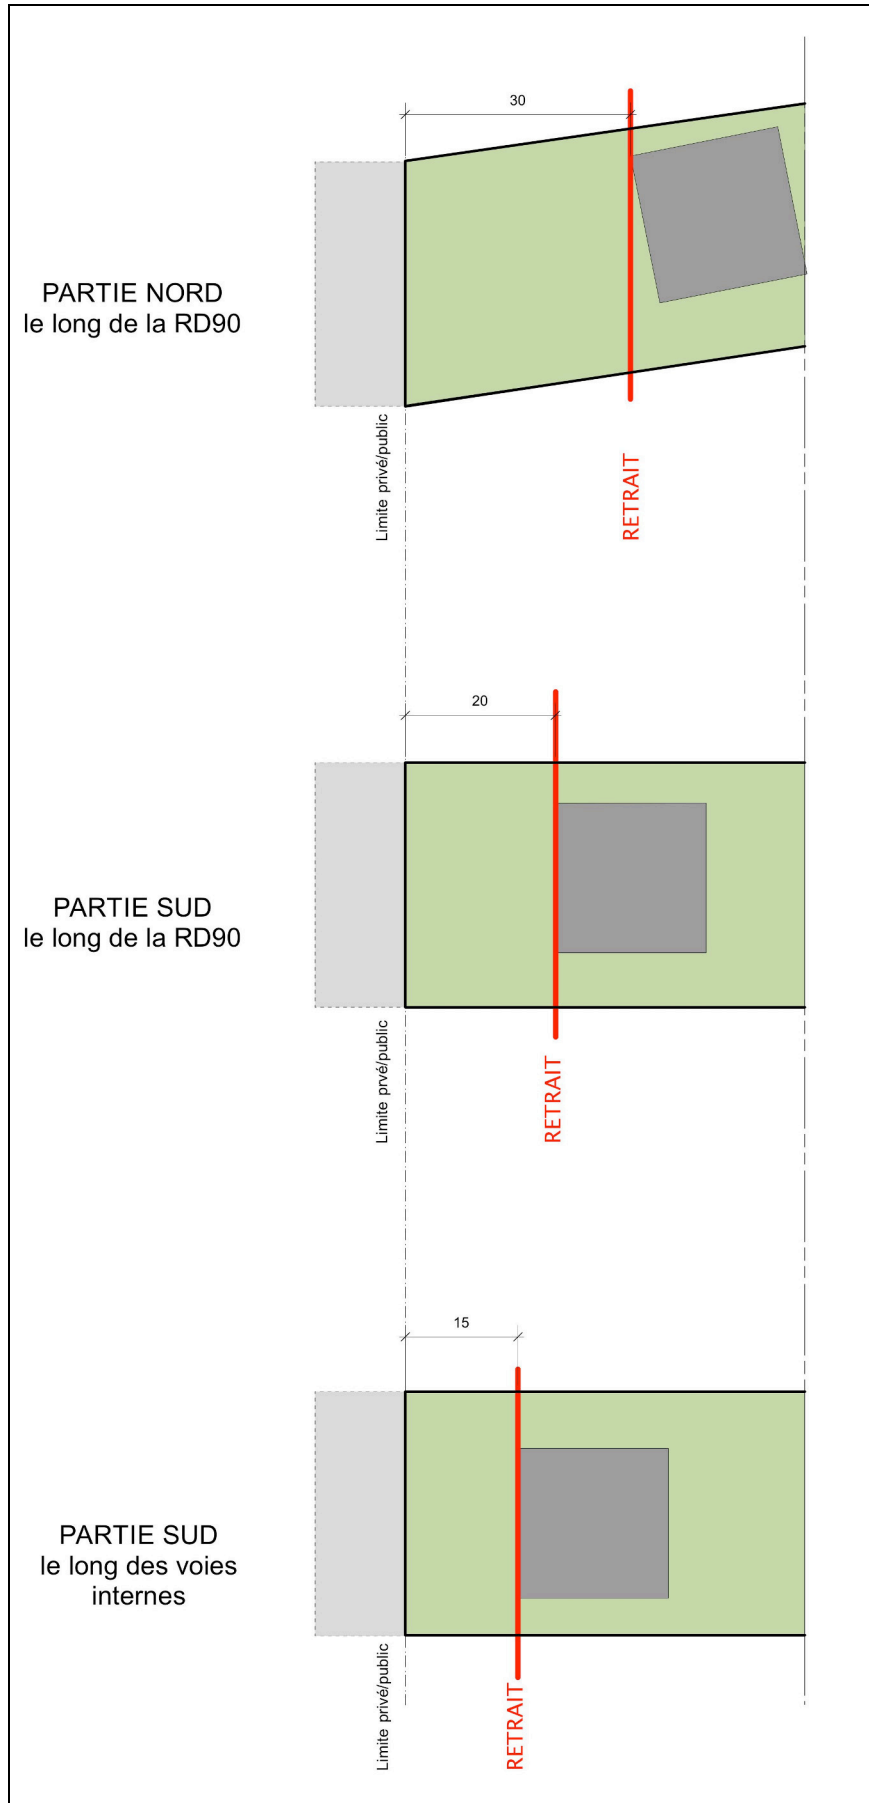 30
PARTIE NORD
le long de la RD90
Limite privé/public
RETRAIT
20
PARTIE SUD
le long de la RD90
Limite prvé/public
RETRAIT
15
PARTIE SUD
le long des voies
internes
Limite privé/public
RETRAIT